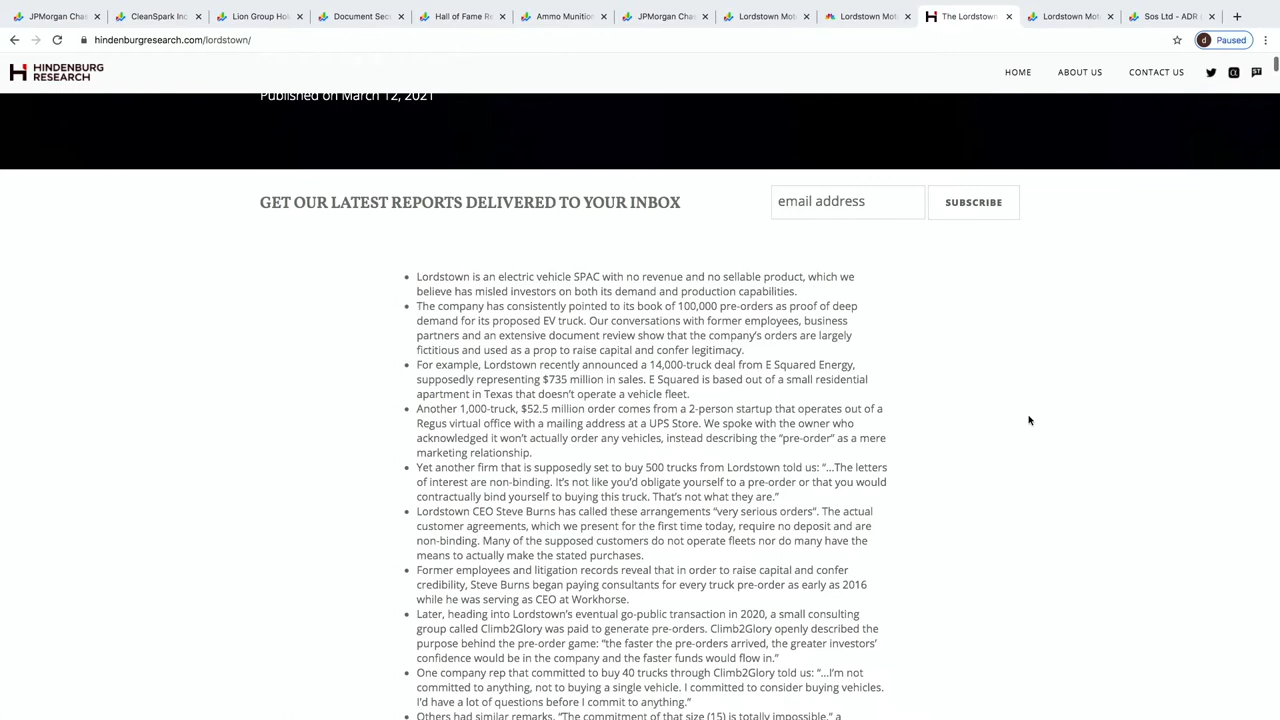 JPMorgan Chas
CleanSpark Inc
Lion Group Hol
Document Secu
Hall of Fame Re
Ammo Munition
JPMorgan Chas
Lordstown Mot
Lordstown Mot
The Lordstown
Lordstown Mot
Sos Ltd - ADR
hindenburgresearch.com/lordstown/
d
Paused
HINDENBURG
RESEARCH
HOME
ABOUT US
CONTACT US
Published on March 12, 2021
GET OUR LATEST REPORTS DELIVERED TO YOUR INBOX
email address
SUBSCRIBE
• Lordstown is an electric vehicle SPAC with no revenue and no sellable product, which we
believe has misled investors on both its demand and production capabilities.
• The company has consistently pointed to its book of 100,000 pre-orders as proof of deep
demand for its proposed EV truck. Our conversations with former employees, business
partners and an extensive document review show that the company's orders are largely
fictitious and used as a prop to raise capital and confer legitimacy.
• For example, Lordstown recently announced a 14,000-truck deal from E Squared Energy,
supposedly representing $735 million in sales. E Squared is based out of a small residential
apartment in Texas that doesn't operate a vehicle fleet.
• Another 1,000-truck, $52.5 million order comes from a 2-person startup that operates out of a
Regus virtual office with a mailing address at a UPS Store. We spoke with the owner who
acknowledged it won't actually order any vehicles, instead describing the "pre-order" as a mere
marketing relationship.
• Yet another firm that is supposedly set to buy 500 trucks from Lordstown told us: "…The letters
of interest are non-binding. It's not like you'd obligate yourself to a pre-order or that you would
contractually bind yourself to buying this truck. That's not what they are."
• Lordstown CEO Steve Burns has called these arrangements "very serious orders". The actual
customer agreements, which we present for the first time today, require no deposit and are
non-binding. Many of the supposed customers do not operate fleets nor do many have the
means to actually make the stated purchases.
• Former employees and litigation records reveal that in order to raise capital and confer
credibility, Steve Burns began paying consultants for every truck pre-order as early as 2016
while he was serving as CEO at Workhorse.
• Later, heading into Lordstown's eventual go-public transaction in 2020, a small consulting
group called Climb2Glory was paid to generate pre-orders. Climb2Glory openly described the
purpose behind the pre-order game: "the faster the pre-orders arrived, the greater investors'
confidence would be in the company and the faster funds would flow in."
• One company rep that committed to buy 40 trucks through Climb2Glory told us: "…I'm not
committed to anything, not to buying a single vehicle. I committed to consider buying vehicles.
I'd have a lot of questions before I commit to anything."
• Others had similar remarks. "The commitment of that size (15) is totally impossible," a